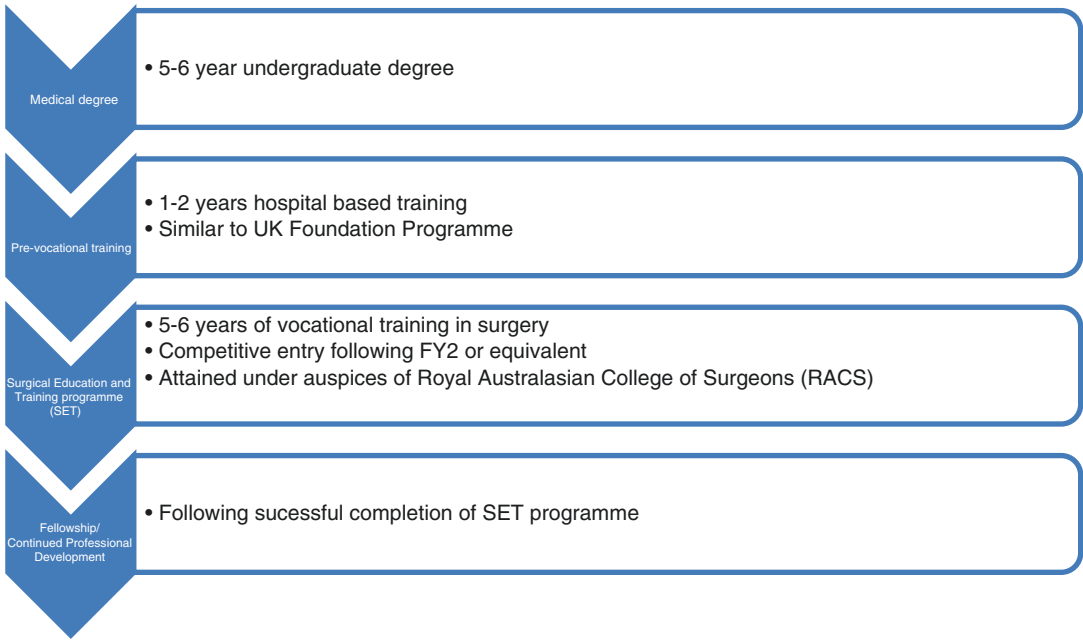 Medical degree
• 5-6 year undergraduate degree
Pre-vocational training
• 1-2 years hospital based training
• Similar to UK Foundation Programme
Surgical Education and
Training programme
(SET)
• 5-6 years of vocational training in surgery
• Competitive entry following FY2 or equivalent
• Attained under auspices of Royal Australasian College of Surgeons (RACS)
Fellowship/
Continued Professional
Development
• Following sucessful completion of SET programme